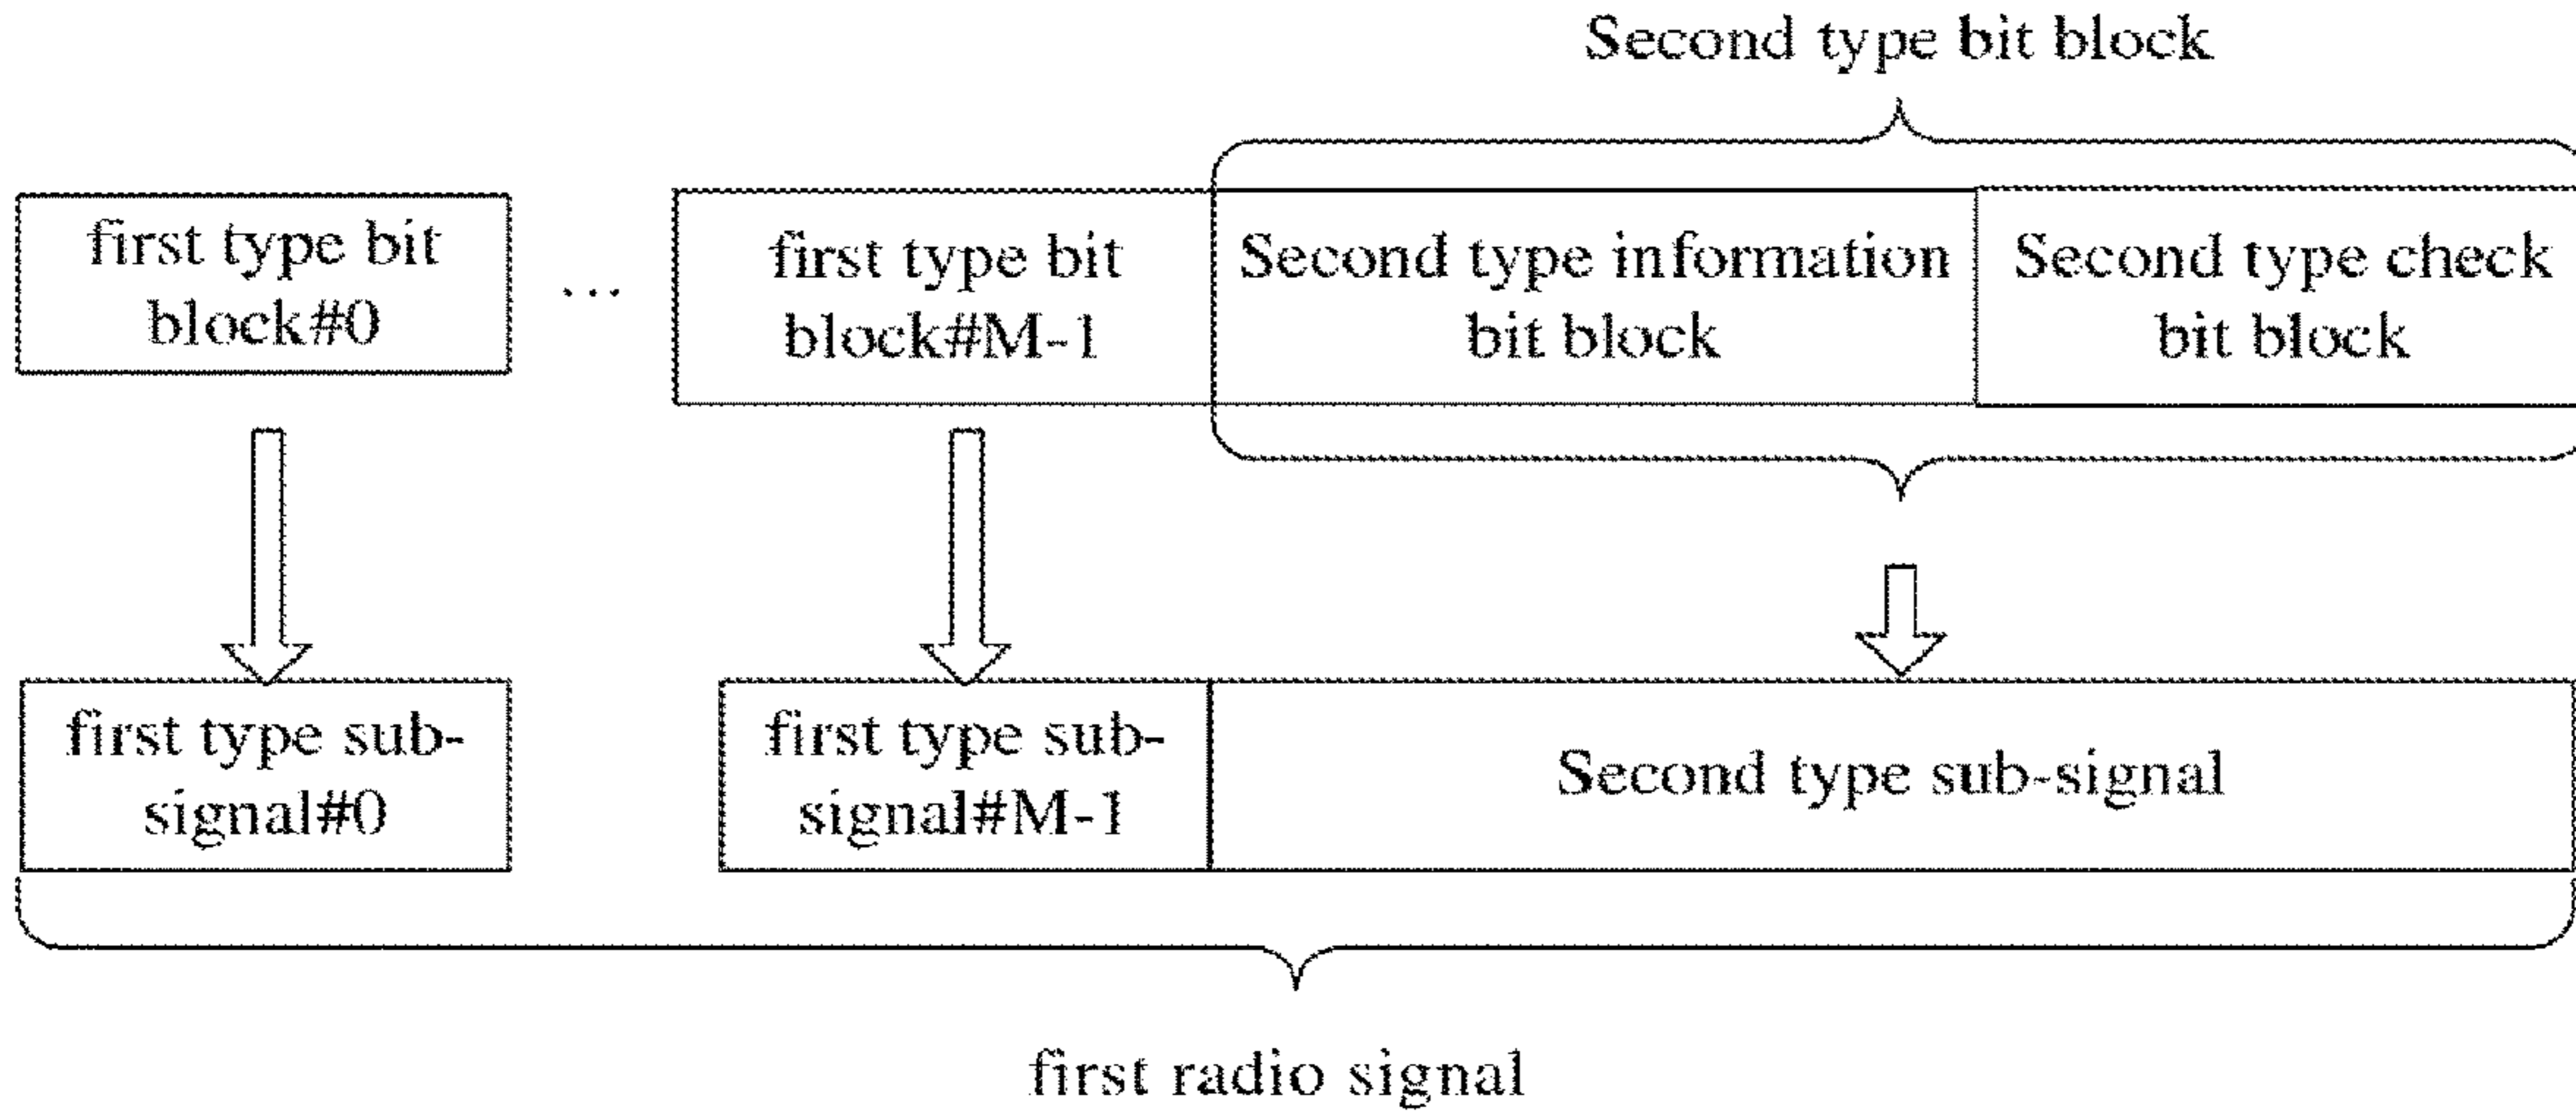 Second type bit block
first type bit
block#0
...
first type bit
block#M-1
Second type information
bit block
Second type check
bit block
first type sub-
signal#0
first type sub-
signal#M-1
Second type sub-signal
first radio signal